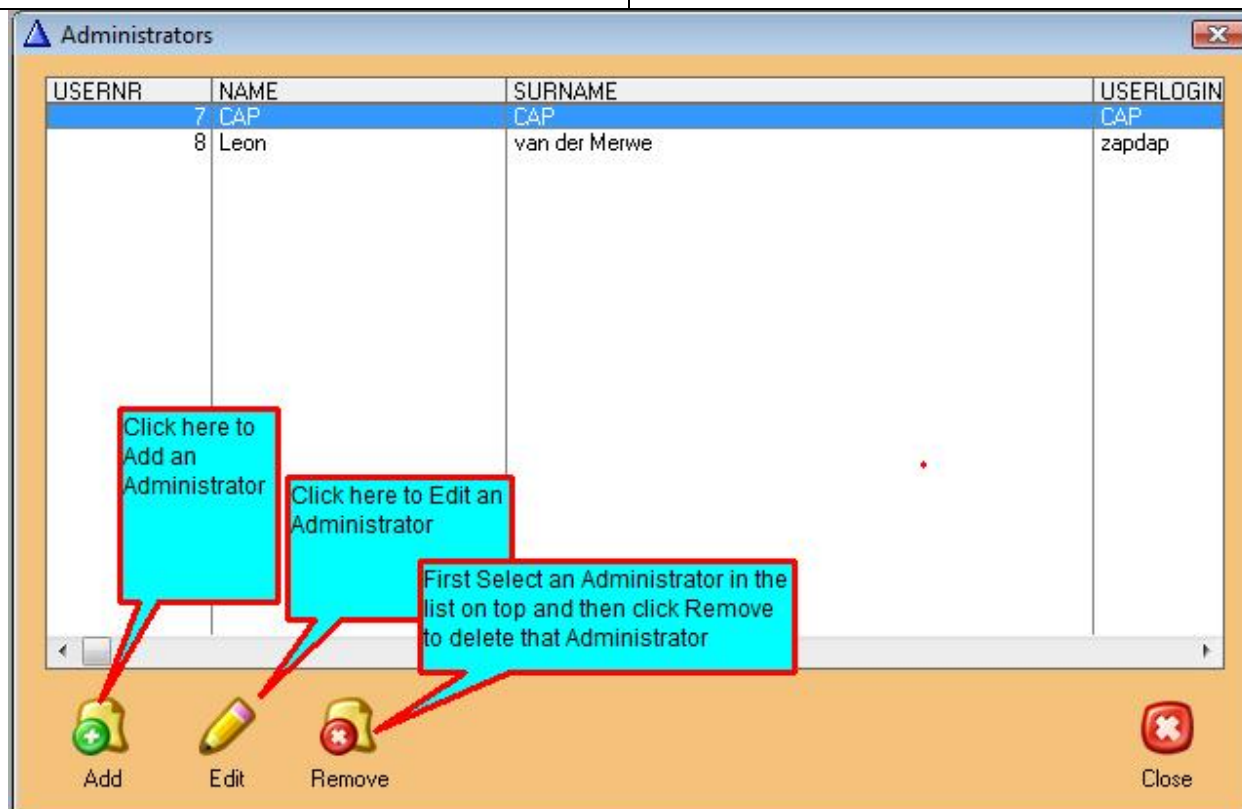 Administrators
USERNR NAME SURNAME USERLOGIN
7 CAP CAP CAP
8 Leon van der Merwe zapdap
Click here to
Add an
Administrator
Click here to Edit an
Administrator
First Select an Administrator in the
list on top and then click Remove
to delete that Administrator
Add Edit Remove Close